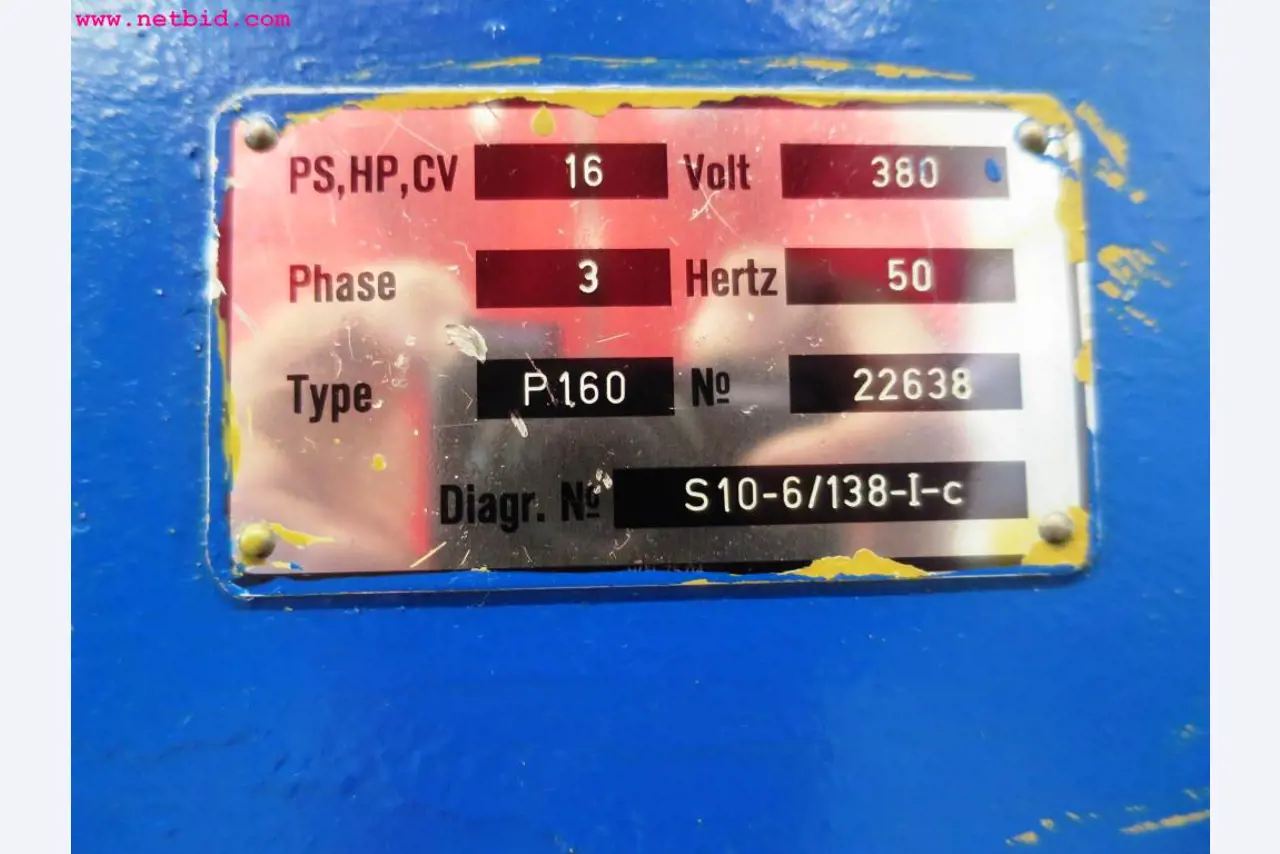 www.netbid.com
PS,HP,CV 16 Volt 380
Phase 3 Hertz 50
Type P160 Nº 22638
Diagr. Nº S10-6/138-I-c